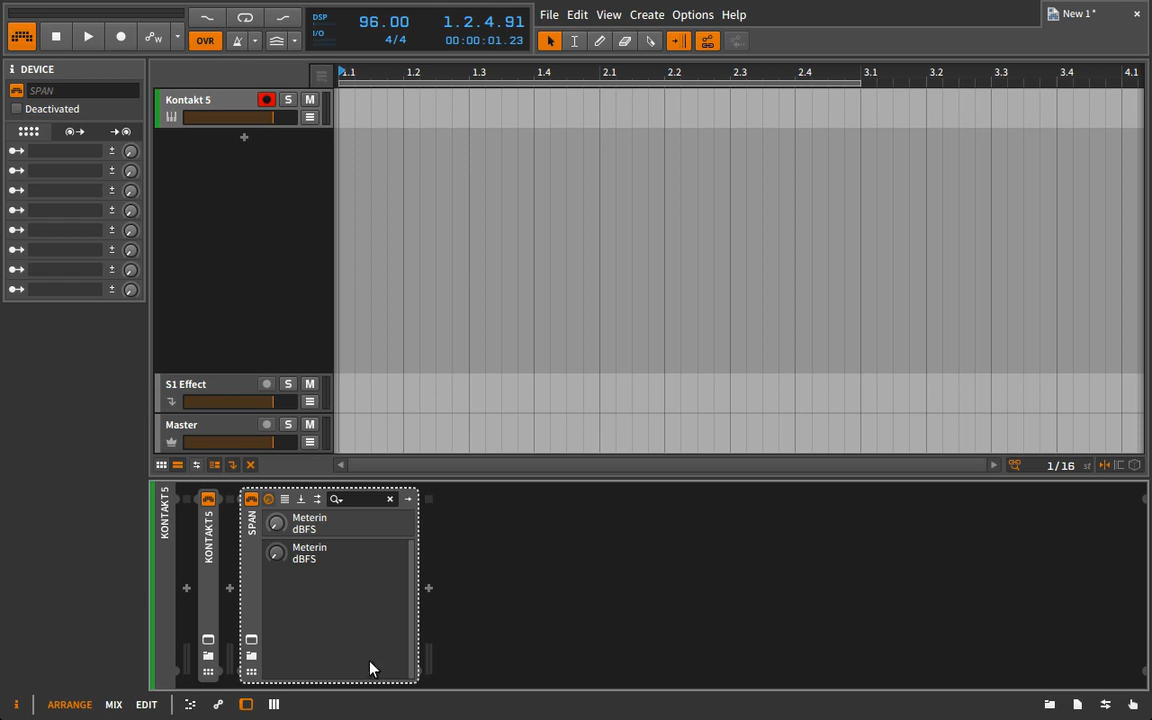 DSP
I/O
96.00
4/4
1.2.4.91
00:00:01.23
File Edit View Create Options Help
New 1*
OVR
DEVICE
SPAN
Deactivated
1.1 1.2 1.3 1.4 2.1 2.2 2.3 2.4 3.1 3.2 3.3 3.4 4.1
Kontakt 5
S M
S1 Effect
S M
Master
S M
1/16 st
KONTAKT 5
KONTAKT 5
SPAN
Meterin
dBFS
Meterin
dBFS
i ARRANGE MIX EDIT